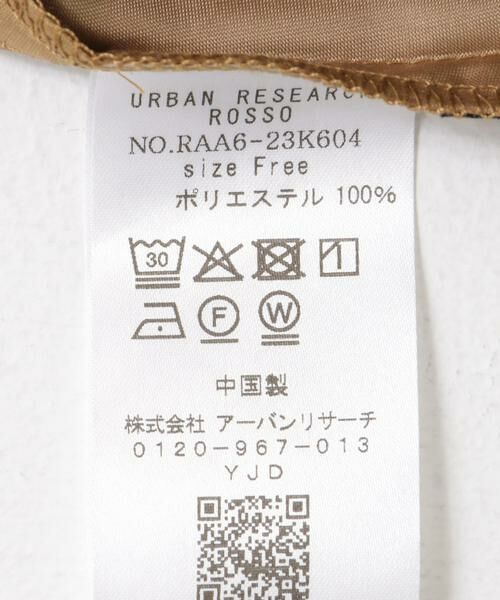 URBAN RESEARCH
ROSSO
NO.RAA6-23K604
size Free
ポリエステル 100%
30
F W
中国製
株式会社 アーバンリサーチ
0120-967-013
YJD